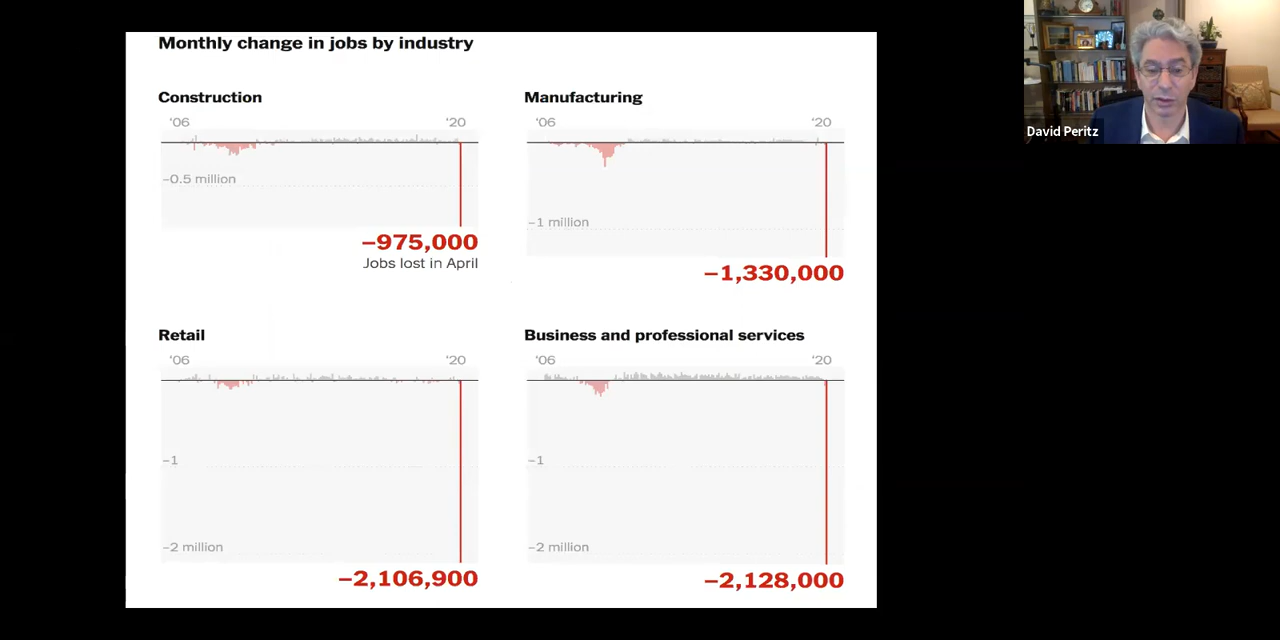 Monthly change in jobs by industry
Construction
'06
'20
–0.5 million
–975,000
Jobs lost in April
Manufacturing
'06
'20
–1 million
–1,330,000
Retail
'06
'20
–1
–2 million
–2,106,900
Business and professional services
'06
'20
–1
–2 million
–2,128,000
David Peritz